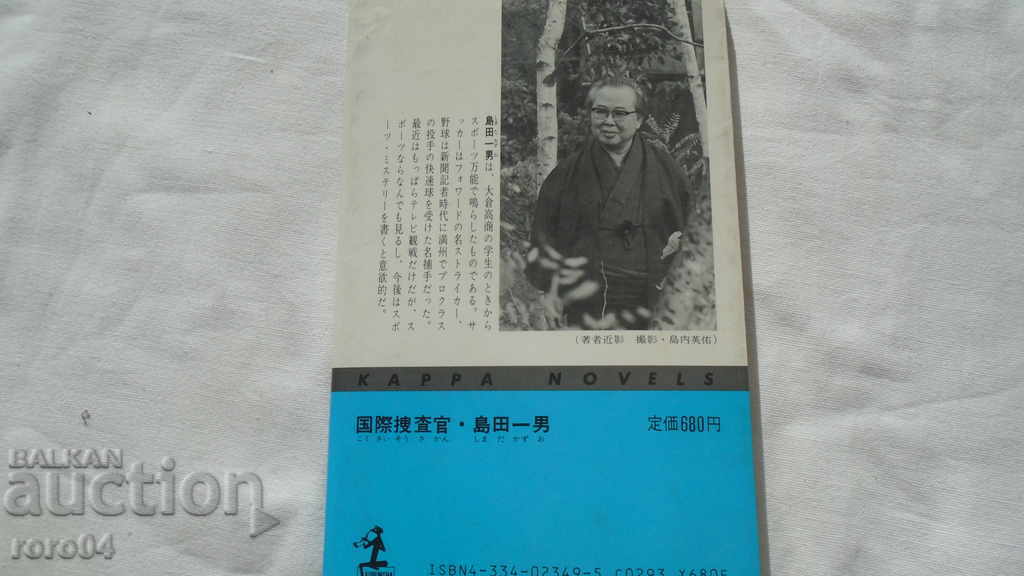 島田一男は、大倉高商の学生のときから
スポーツ万能で鳴らしたものである。サ
ッカーはフォワードの名ストライカー、
野球は新聞記者時代に満州でプロクラス
の投手の快速球を受けた名捕手だった。
最近はもっぱらテレビ観戦だけだが、ス
ポーツならなんでも見るし、今後はスポ
ーツ・ミステリーを書くと意欲的だ。
(著者近影　撮影・島内英佑)
KAPPA NOVELS
国際捜査官・島田一男
こくさいそうさかん　しまだかずお
定価680円
ISBN4-334-02349-5 C0293 ¥680E
BALKAN
auction
roro04